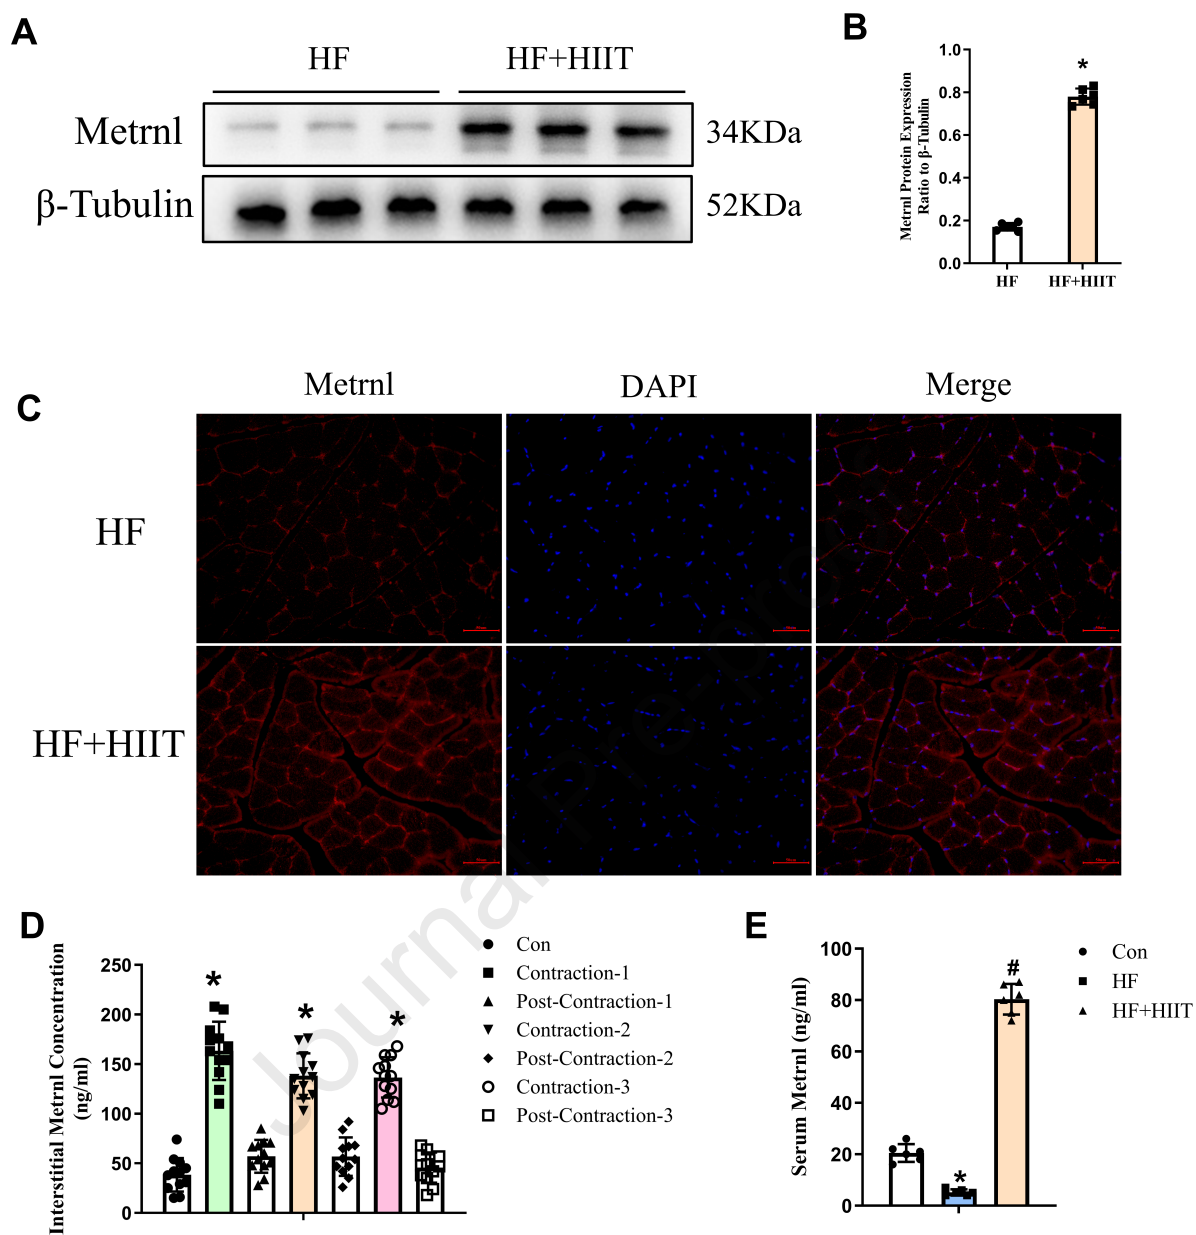 A
HF
HF+HIIT
Metrnl
34KDa
β-Tubulin
52KDa
B
Metrnl Protein Expression
Ratio to β-Tubulin
1.0
0.8
0.6
0.4
0.2
0.0
*
HF
HF+HIIT
C
Metrnl
DAPI
Merge
HF
HF+HIIT
D
Interstitial Metrnl Concentration
(ng/ml)
250
200
150
100
50
0
*
*
*
Con
Contraction-1
Post-Contraction-1
Contraction-2
Post-Contraction-2
Contraction-3
Post-Contraction-3
E
Serum Metrnl (ng/ml)
100
80
60
40
20
0
*
#
Con
HF
HF+HIIT
Journal Pre-proof